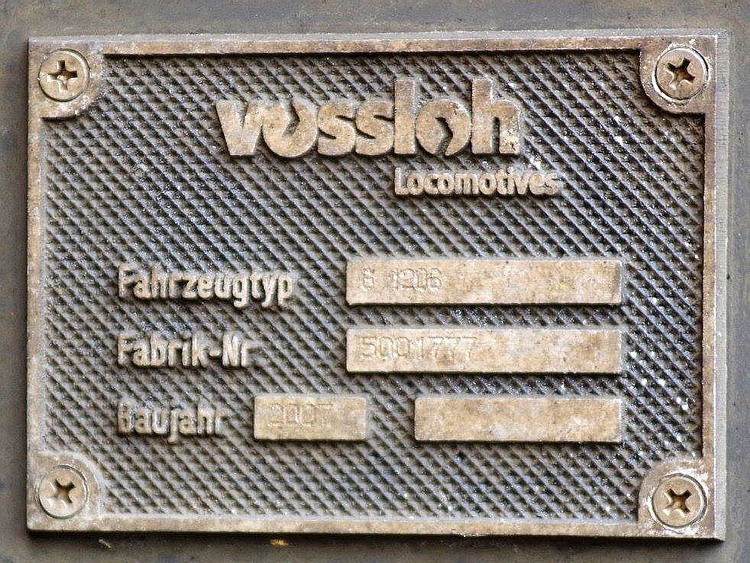 vossloh
Locomotives
Fahrzeugtyp G 1206
Fabrik-Nr 5001777
Baujahr 2007